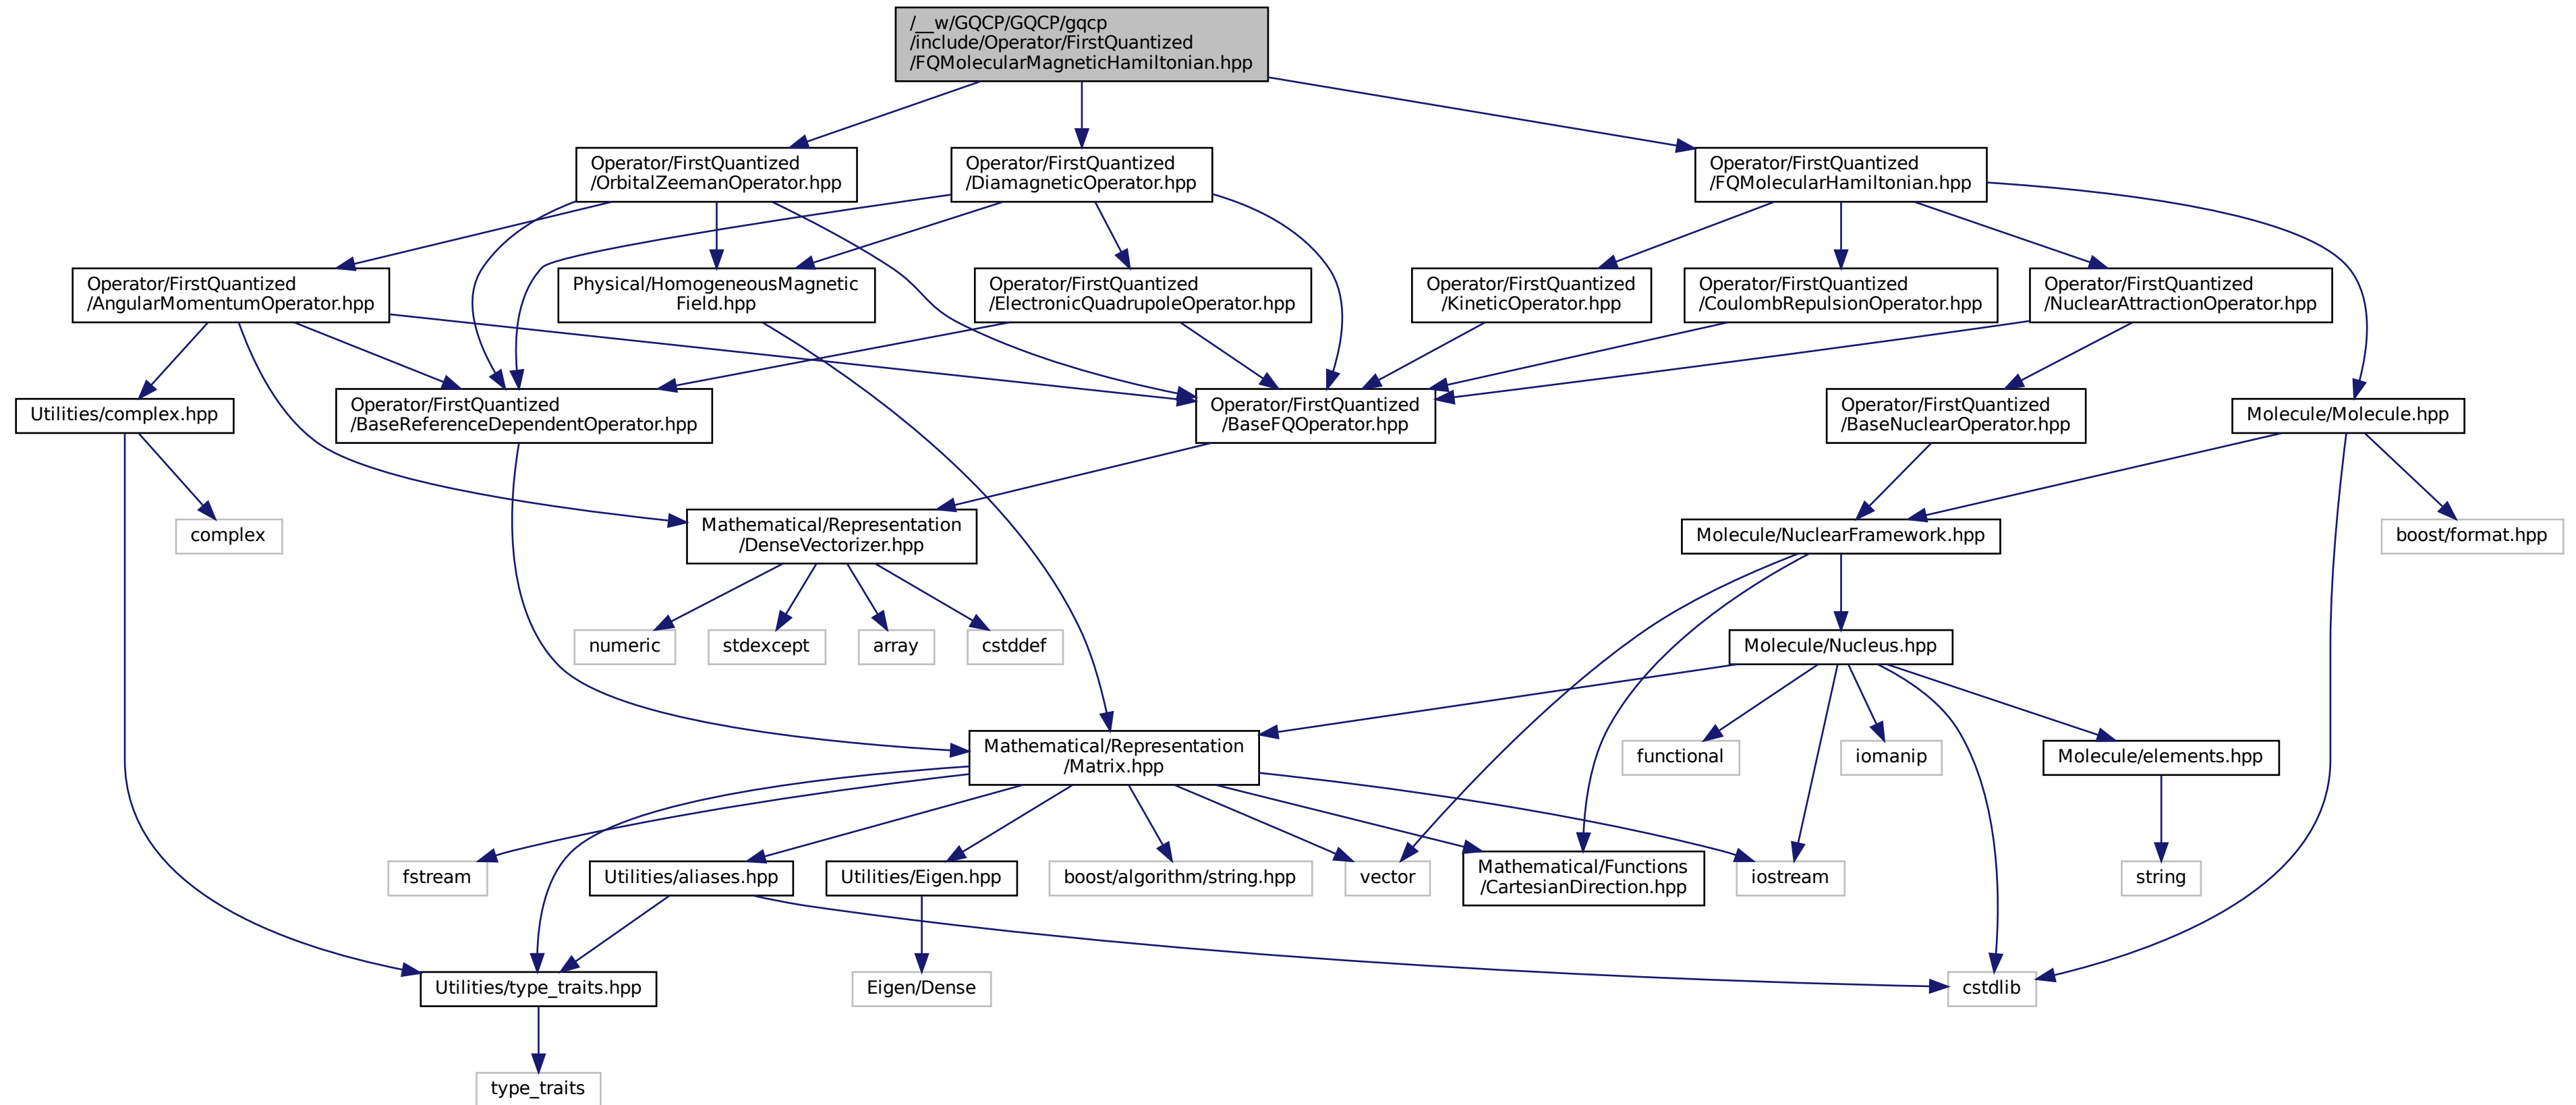 /__w/GQCP/GQCP/gqcp
/include/Operator/FirstQuantized
/FQMolecularMagneticHamiltonian.hpp
Operator/FirstQuantized
/OrbitalZeemanOperator.hpp
Operator/FirstQuantized
/DiamagneticOperator.hpp
Operator/FirstQuantized
/FQMolecularHamiltonian.hpp
Operator/FirstQuantized
/AngularMomentumOperator.hpp
Physical/HomogeneousMagnetic
Field.hpp
Operator/FirstQuantized
/ElectronicQuadrupoleOperator.hpp
Operator/FirstQuantized
/KineticOperator.hpp
Operator/FirstQuantized
/CoulombRepulsionOperator.hpp
Operator/FirstQuantized
/NuclearAttractionOperator.hpp
Utilities/complex.hpp
Operator/FirstQuantized
/BaseReferenceDependentOperator.hpp
Operator/FirstQuantized
/BaseFQOperator.hpp
Operator/FirstQuantized
/BaseNuclearOperator.hpp
Molecule/Molecule.hpp
complex
Mathematical/Representation
/DenseVectorizer.hpp
Molecule/NuclearFramework.hpp
boost/format.hpp
numeric
stdexcept
array
cstddef
Molecule/Nucleus.hpp
Mathematical/Representation
/Matrix.hpp
functional
iomanip
Molecule/elements.hpp
fstream
Utilities/aliases.hpp
Utilities/Eigen.hpp
boost/algorithm/string.hpp
vector
Mathematical/Functions
/CartesianDirection.hpp
iostream
string
Utilities/type_traits.hpp
Eigen/Dense
cstdlib
type_traits